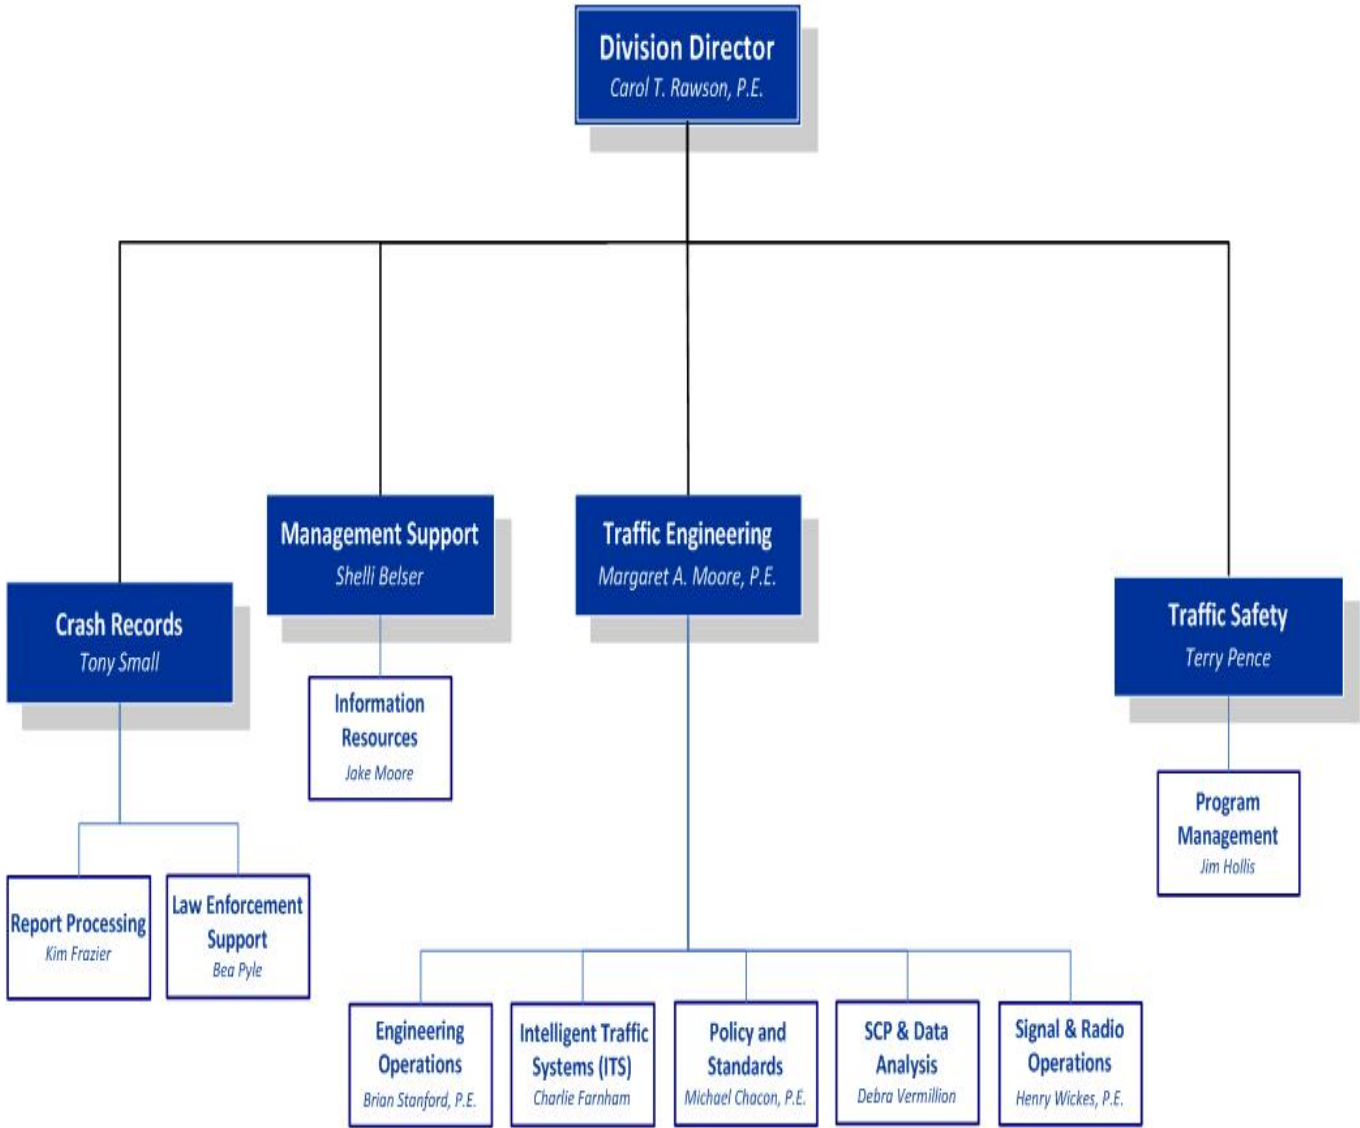 Division Director
Carol T. Rawson, P.E.
Management Support
Shelli Belser
Traffic Engineering
Margaret A. Moore, P.E.
Crash Records
Tony Small
Traffic Safety
Terry Pence
Information
Resources
Jake Moore
Program
Management
Jim Hollis
Report Processing
Kim Frazier
Law Enforcement
Support
Bea Pyle
Engineering
Operations
Brian Stanford, P.E.
Intelligent Traffic
Systems (ITS)
Charlie Farnham
Policy and
Standards
Michael Chacon, P.E.
SCP & Data
Analysis
Debra Vermillion
Signal & Radio
Operations
Henry Wickes, P.E.